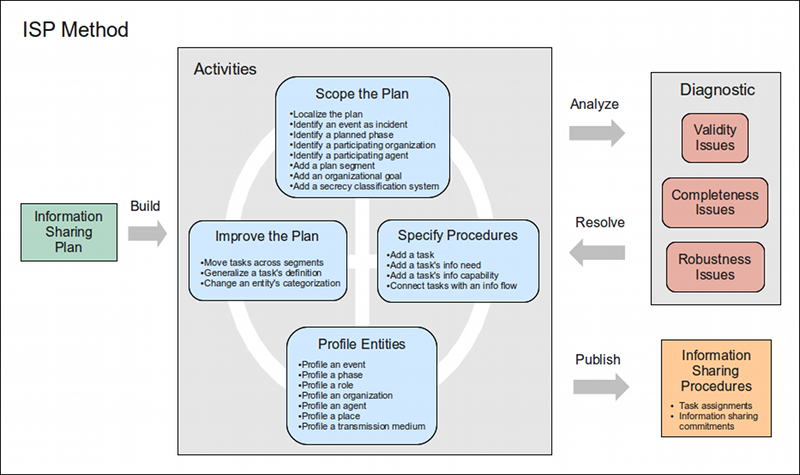 ISP Method
Activities
Scope the Plan
•Localize the plan
•Identify an event as incident
•Identify a planned phase
•Identify a participating organization
•Identify a participating agent
•Add a plan segment
•Add an organizational goal
•Add a secrecy classification system
Improve the Plan
•Move tasks across segments
•Generalize a task's definition
•Change an entity's categorization
Specify Procedures
•Add a task
•Add a task's info need
•Add a task's info capability
•Connect tasks with an info flow
Profile Entities
•Profile an event
•Profile a phase
•Profile a role
•Profile an organization
•Profile an agent
•Profile a place
•Profile a transmission medium
Information
Sharing
Plan
Build
Analyze
Resolve
Publish
Diagnostic
Validity
Issues
Completeness
Issues
Robustness
Issues
Information
Sharing
Procedures
• Task assignments
• Information sharing
commitments